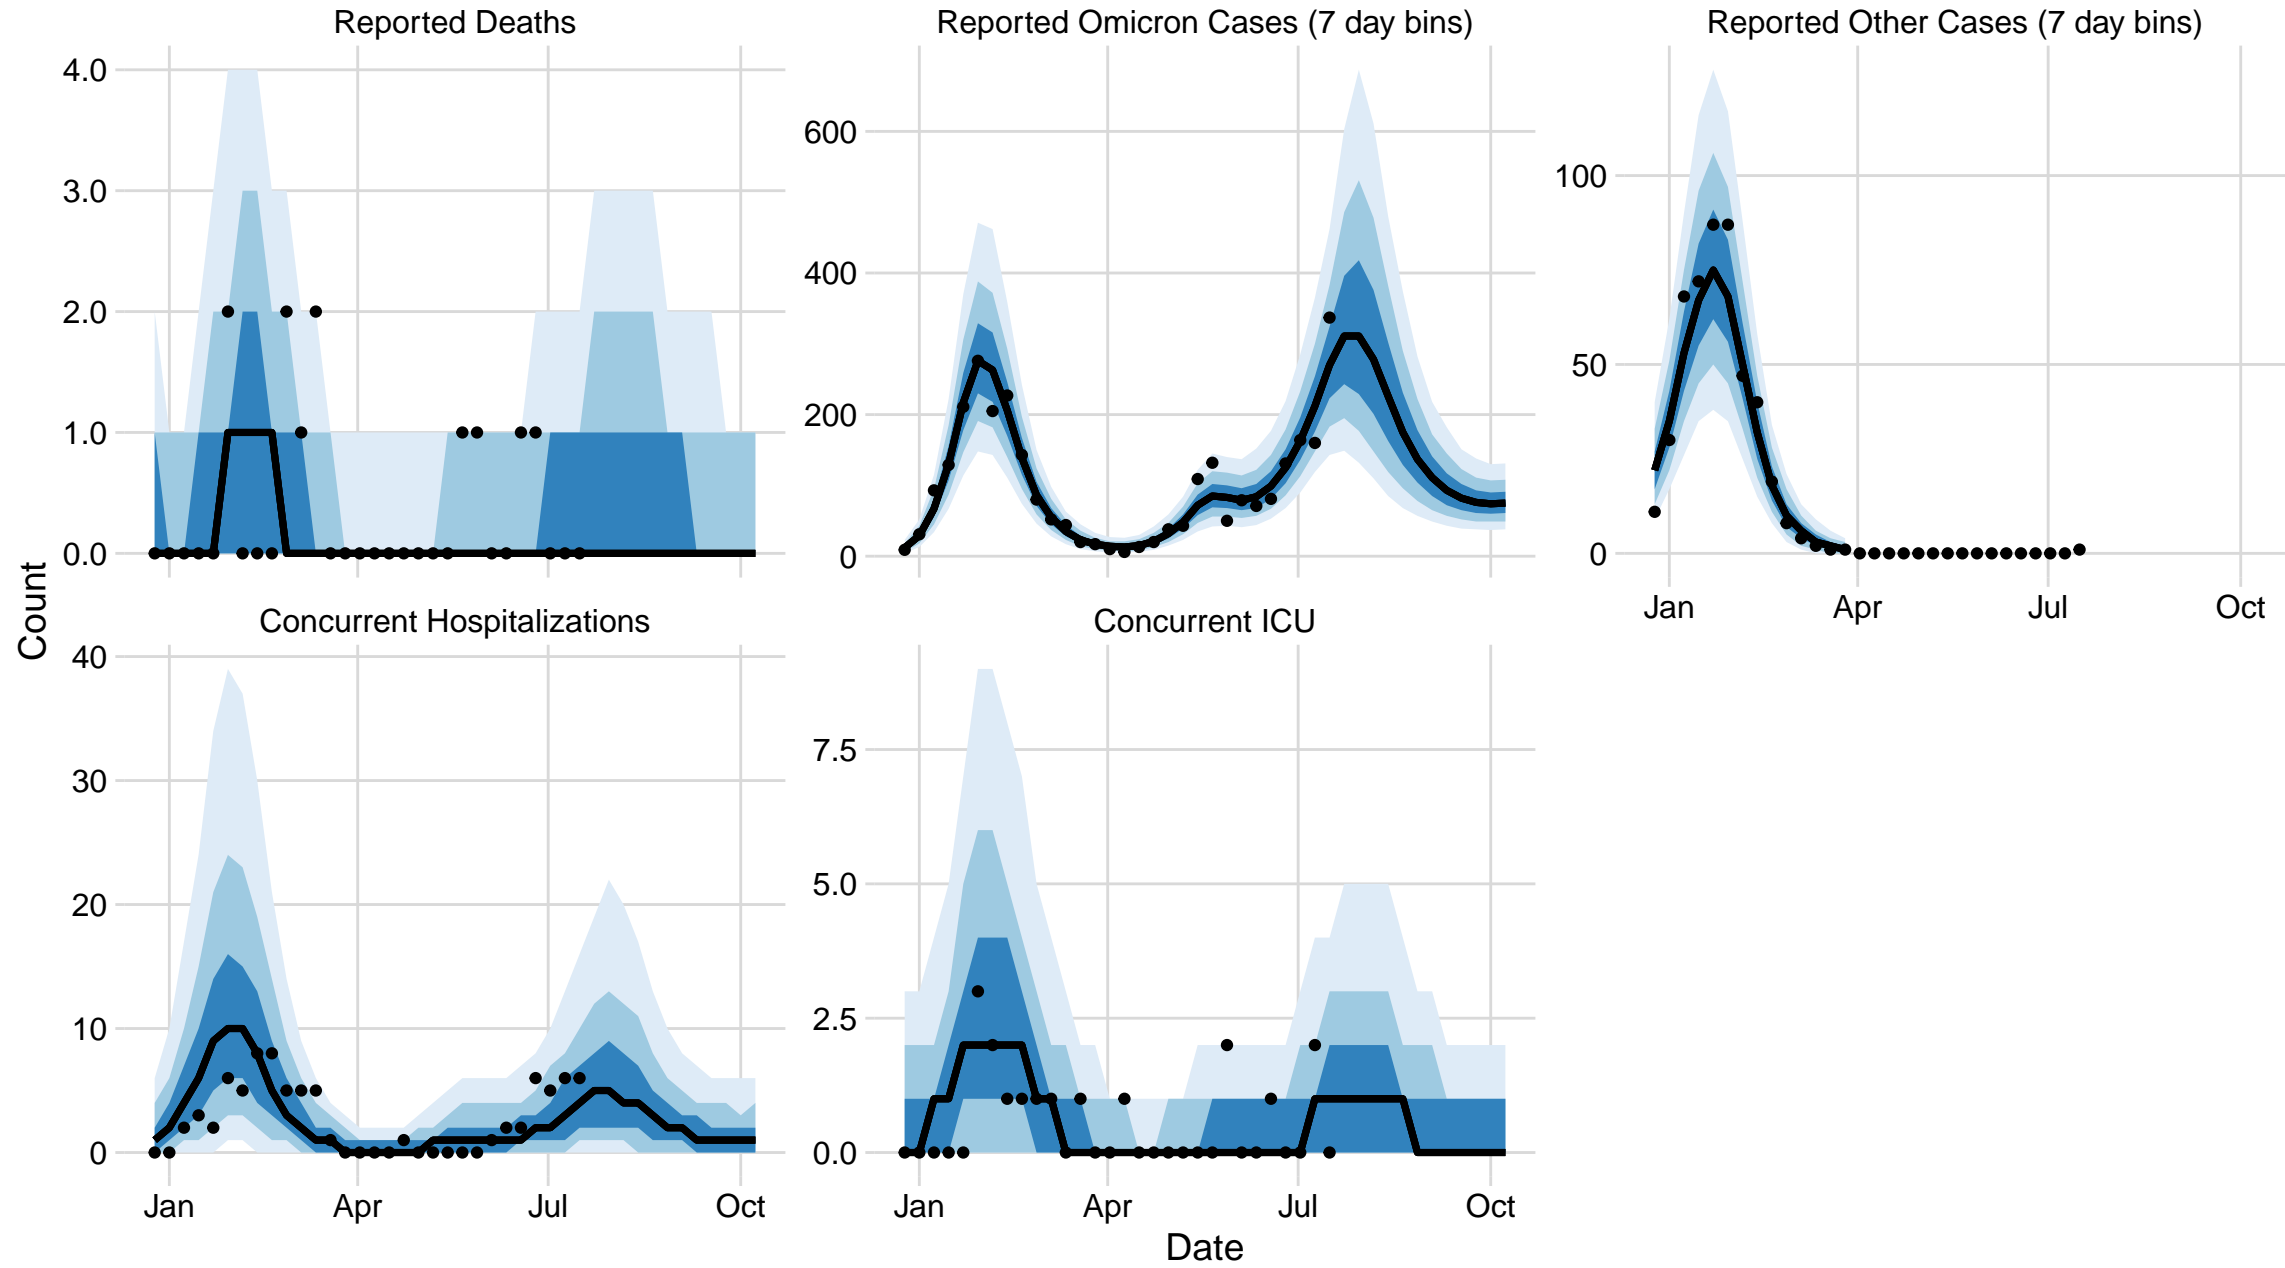 Reported Deaths
Reported Omicron Cases (7 day bins)
Reported Other Cases (7 day bins)
4.0
3.0
2.0
1.0
0.0
600
400
200
0
100
50
0
Jan
Apr
Jul
Oct
Count
Concurrent Hospitalizations
Concurrent ICU
40
30
20
10
0
Jan
Apr
Jul
Oct
7.5
5.0
2.5
0.0
Jan
Apr
Jul
Oct
Date